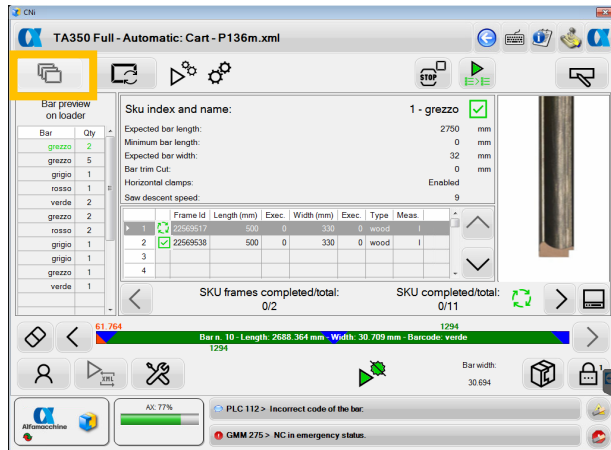 CNi
TA350 Full - Automatic: Cart - P136m.xml
STOP
E>E
Bar preview
on loader
Bar Qty
grezzo 2
grezzo 5
grigio 1
rosso 1
verde 2
grezzo 2
rosso 2
grigio 1
grigio 1
grezzo 1
verde 1
Sku index and name: 1 - grezzo
Expected bar length: 2750 mm
Minimum bar length: 0 mm
Expected bar width: 32 mm
Bar trim Cut: 0 mm
Horizontal clamps: Enabled
Saw descent speed: 9
Frame Id Length (mm) Exec. Width (mm) Exec. Type Meas.
1 22569517 500 0 330 0 wood I
2 22569538 500 0 330 0 wood I
3
4
SKU frames completed/total: SKU completed/total:
0/2 0/11
61.764 1294
Bar n. 10 - Length: 2688.364 mm - Width: 30.709 mm - Barcode: verde
1294
XML
Bar width:
30.694
1
Alfamacchine
AX: 77%
PLC 112 > Incorrect code of the bar.
GMM 275 > NC in emergency status.